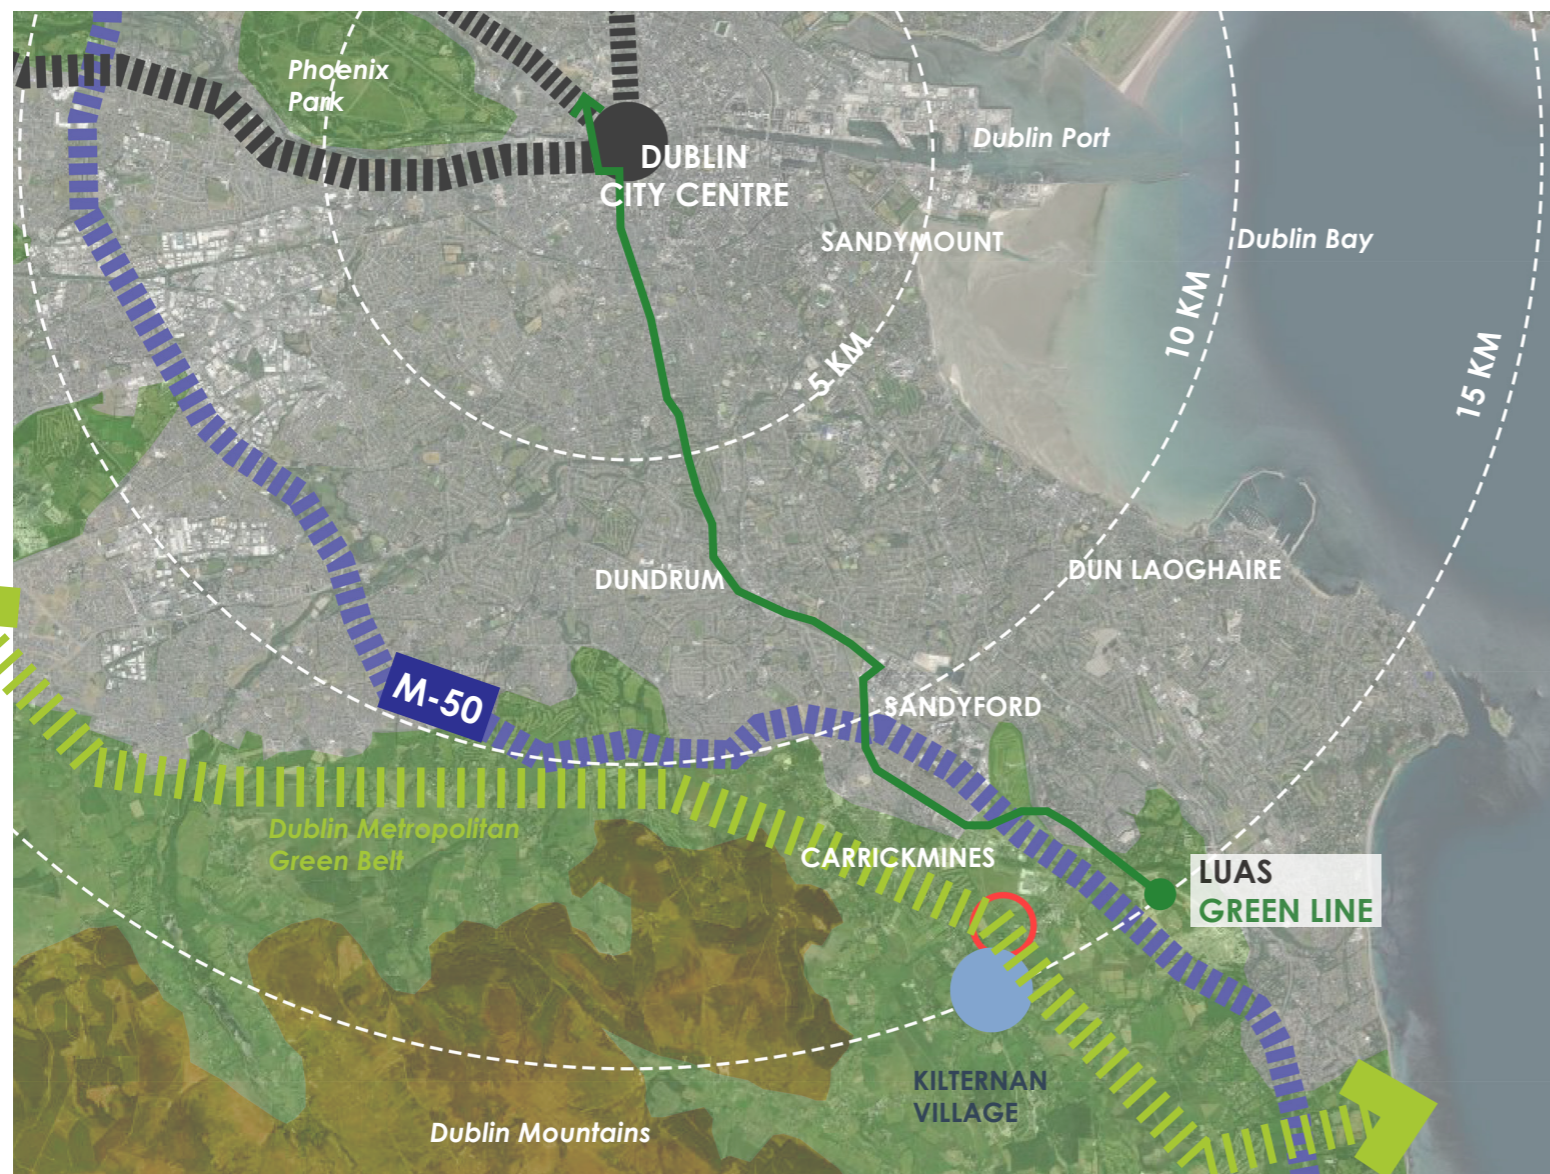 Phoenix
Park
Dublin Port
DUBLIN
CITY CENTRE
SANDYMOUNT
Dublin Bay
10 KM
5 KM
15 KM
DUNDRUM
DUN LAOGHAIRE
M-50
SANDYFORD
Dublin Metropolitan
Green Belt
CARRICKMINES
LUAS
GREEN LINE
KILTERNAN
VILLAGE
Dublin Mountains